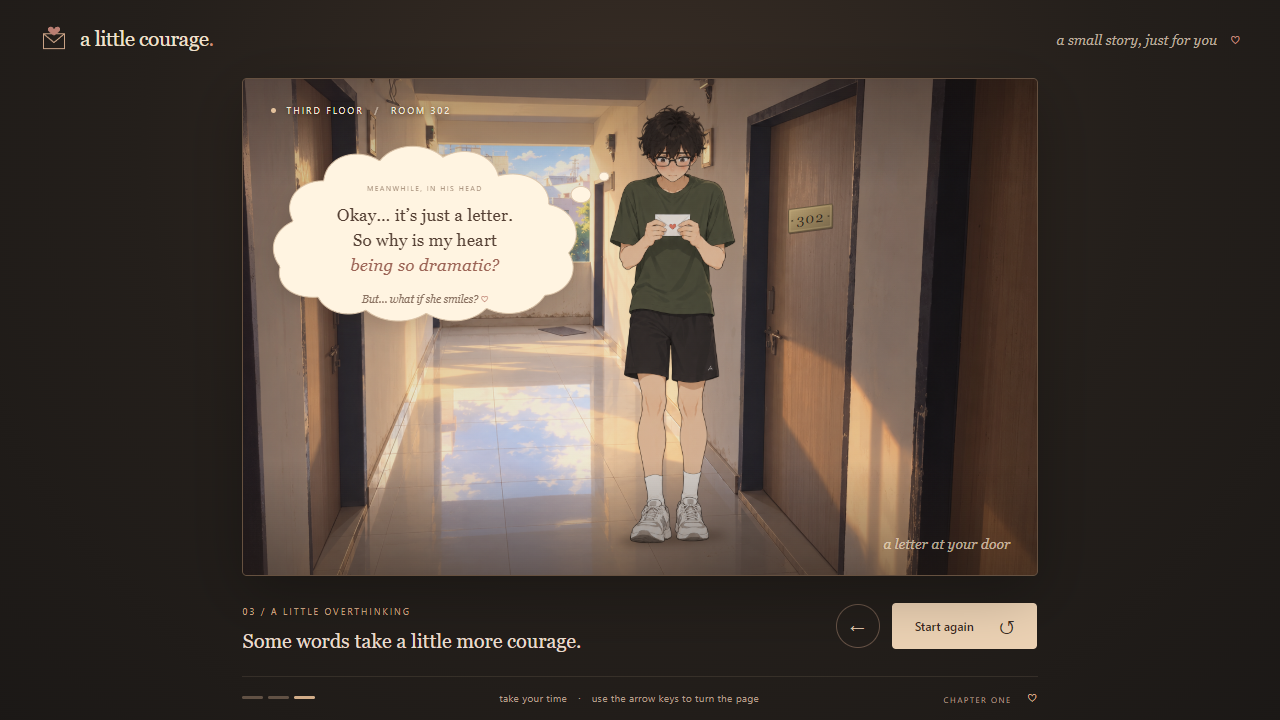 a little courage.
a small story, just for you ♡
THIRD FLOOR / ROOM 302
MEANWHILE, IN HIS HEAD
Okay... it’s just a letter.
So why is my heart
being so dramatic?
But... what if she smiles? ♡
·302·
a letter at your door
03 / A LITTLE OVERTHINKING
Some words take a little more courage.
← Start again ↺
take your time · use the arrow keys to turn the page
CHAPTER ONE ♡